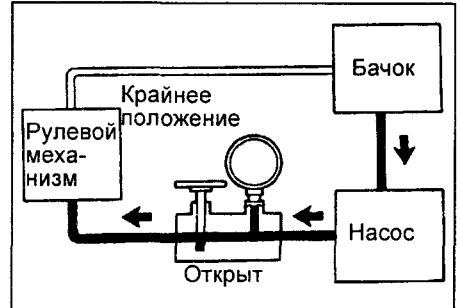 Бачок
Крайнее
положение
Рулевой
меха-
низм
Насос
Открыт